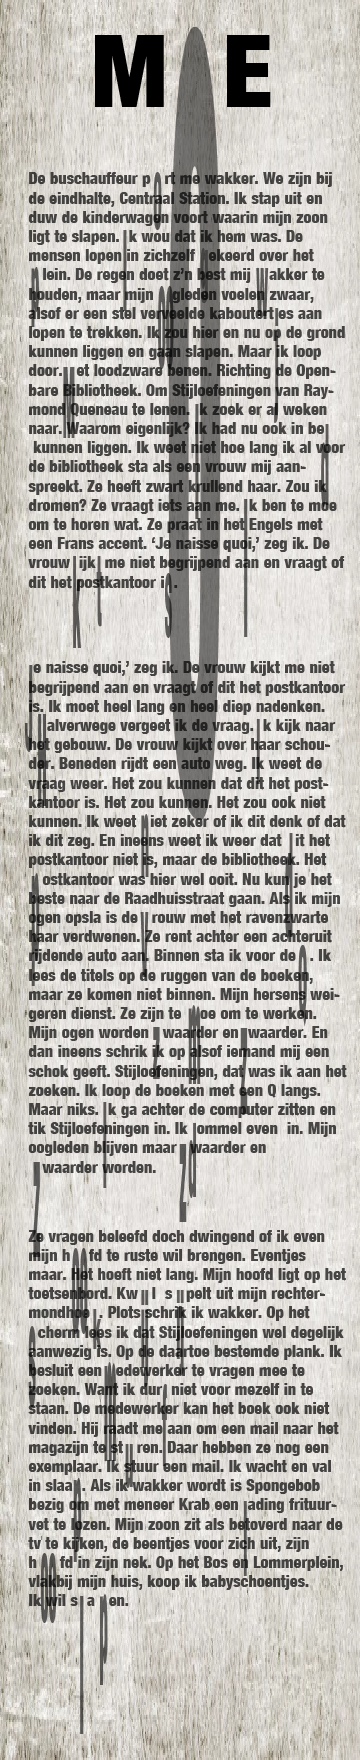 MOE
De buschauffeur port me wakker. We zijn bij
de eindhalte, Centraal Station. Ik stap uit en
duw de kinderwagen voort waarin mijn zoon
ligt te slapen. Ik wou dat ik hem was. De
mensen lopen in zichzelf gekeerd over het
plein. De regen doet z’n best mij wakker te
houden, maar mijn oogleden voelen zwaar,
alsof er een stel verveelde kaboutertjes aan
lopen te trekken. Ik zou hier en nu op de grond
kunnen liggen en gaan slapen. Maar ik loop
door. Met loodzware benen. Richting de Open-
bare Bibliotheek. Om Stijloefeningen van Ray-
mond Queneau te lenen. Ik zoek er al weken
naar. Waarom eigenlijk? Ik had nu ook in bed
kunnen liggen. Ik weet niet hoe lang ik al voor
de bibliotheek sta als een vrouw mij aan-
spreekt. Ze heeft zwart krullend haar. Zou ik
dromen? Ze vraagt iets aan me. Ik ben te moe
om te horen wat. Ze praat in het Engels met
een Frans accent. ‘Je naisse quoi,’ zeg ik. De
vrouw kijkt me niet begrijpend aan en vraagt of
dit het postkantoor is.
Je naisse quoi,’ zeg ik. De vrouw kijkt me niet
begrijpend aan en vraagt of dit het postkantoor
is. Ik moet heel lang en heel diep nadenken.
Halverwege vergeet ik de vraag. Ik kijk naar
het gebouw. De vrouw kijkt over haar schou-
der. Beneden rijdt een auto weg. Ik weet de
vraag weer. Het zou kunnen dat dit het post-
kantoor is. Het zou kunnen. Het zou ook niet
kunnen. Ik weet niet zeker of ik dit denk of dat
ik dit zeg. En ineens weet ik weer dat dit het
postkantoor niet is, maar de bibliotheek. Het
postkantoor was hier wel ooit. Nu kun je het
beste naar de Raadhuisstraat gaan. Als ik mijn
ogen opsla is de vrouw met het ravenzwarte
haar verdwenen. Ze rent achter een achteruit
rijdende auto aan. Binnen sta ik voor de o. Ik
lees de titels op de ruggen van de boeken,
maar ze komen niet binnen. Mijn hersens wei-
geren dienst. Ze zijn te moe om te werken.
Mijn ogen worden zwaarder en zwaarder. En
dan ineens schrik ik op alsof iemand mij een
schok geeft. Stijloefeningen, dat was ik aan het
zoeken. Ik loop de boeken met een Q langs.
Maar niks. Ik ga achter de computer zitten en
tik Stijloefeningen in. Ik dommel even in. Mijn
oogleden blijven maar zwaarder en
zwaarder worden.
Ze vragen beleefd doch dwingend of ik even
mijn hoofd te ruste wil brengen. Eventjes
maar. Het hoeft niet lang. Mijn hoofd ligt op het
toetsenbord. Kwijl sijpelt uit mijn rechter-
mondhoek. Plots schrik ik wakker. Op het
scherm lees ik dat Stijloefeningen wel degelijk
aanwezig is. Op de daartoe bestemde plank. Ik
besluit een medewerker te vragen mee te
zoeken. Want ik durf niet voor mezelf in te
staan. De medewerker kan het boek ook niet
vinden. Hij raadt me aan om een mail naar het
magazijn te sturen. Daar hebben ze nog een
exemplaar. Ik stuur een mail. Ik wacht en val
in slaap. Als ik wakker wordt is Spongebob
bezig om met meneer Krab een lading frituur-
vet te lozen. Mijn zoon zit als betoverd naar de
tv te kijken, de beentjes voor zich uit, zijn
hoofd in zijn nek. Op het Bos en Lommerplein,
vlakbij mijn huis, koop ik babyschoentjes.
Ik wil slapen.